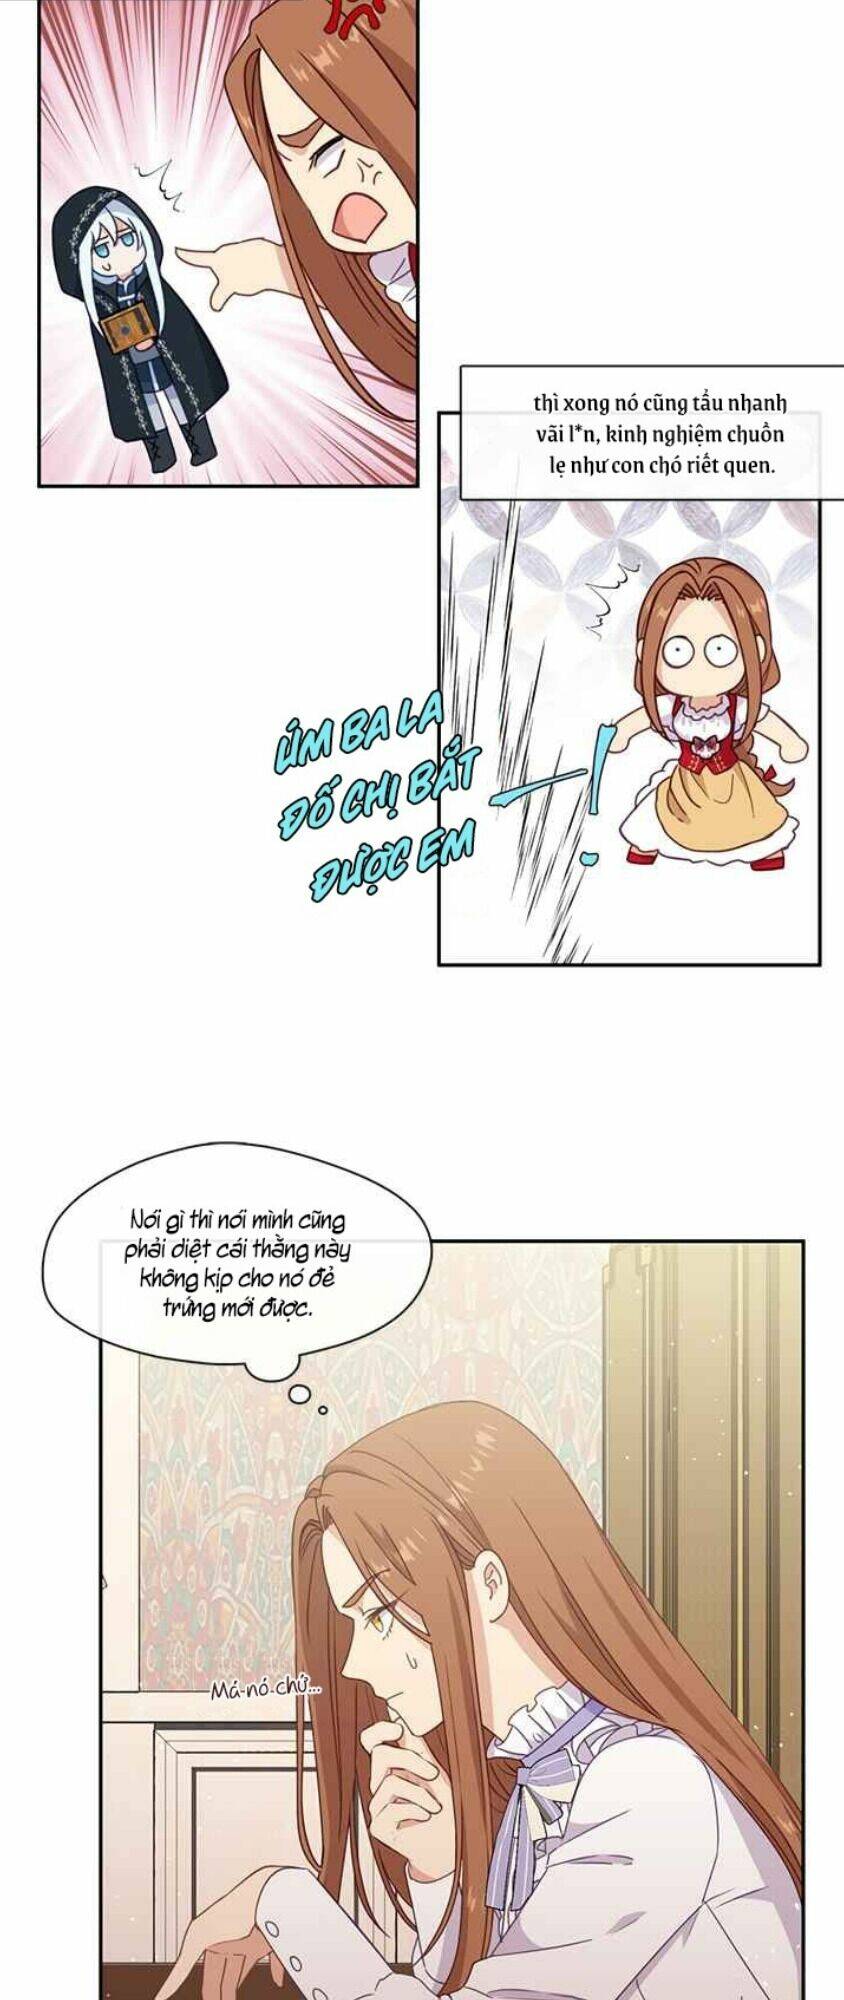 thì xong nó cũng tẩu nhanh
vãi l*n, kinh nghiệm chuồn
lẹ như con chó riết quen.
ÚM BA LA
ĐỐ CHỊ BẮT
ĐƯỢC EM
Nói gì thì nói mình cũng
phải diệt cái thằng này
không kịp cho nó đẻ
trứng mới được.
Má nó chứ...